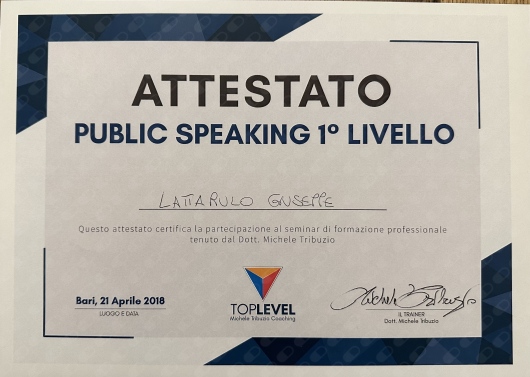 ATTESTATO
PUBLIC SPEAKING 1° LIVELLO
LATTARULO GIUSEPPE
Questo attestato certifica la partecipazione al seminar di formazione professionale
tenuto dal Dott. Michele Tribuzio
Bari, 21 Aprile 2018
LUOGO E DATA
TOPLEVEL
Michele Tribuzio Coaching
IL TRAINER
Dott. Michele Tribuzio